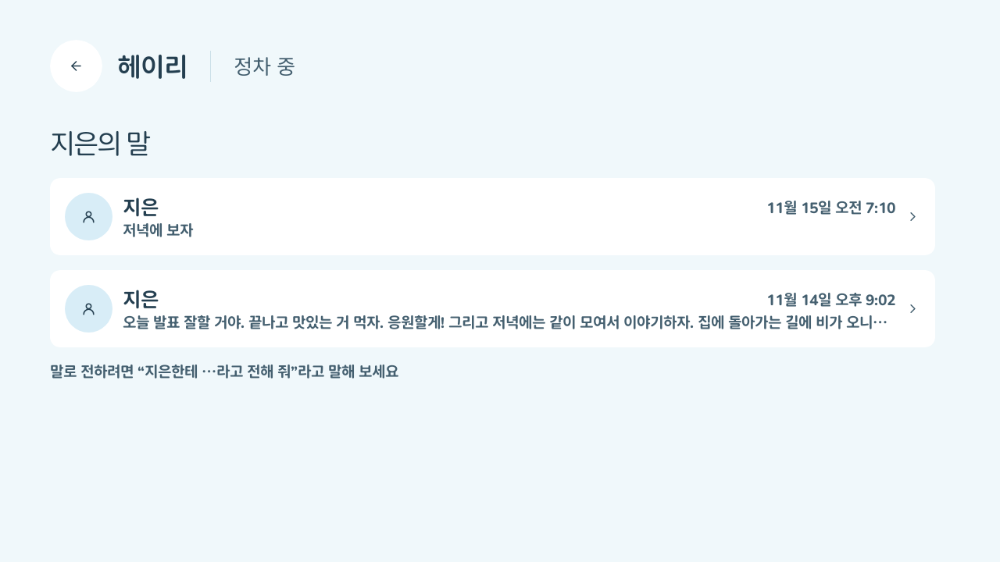 헤이리
정차 중
지은의 말
지은
11월 15일 오전 7:10
저녁에 보자
지은
11월 14일 오후 9:02
오늘 발표 잘할 거야. 끝나고 맛있는 거 먹자. 응원할게! 그리고 저녁에는 같이 모여서 이야기하자. 집에 돌아가는 길에 비가 오니…
말로 전하려면 “지은한테 …라고 전해 줘”라고 말해 보세요